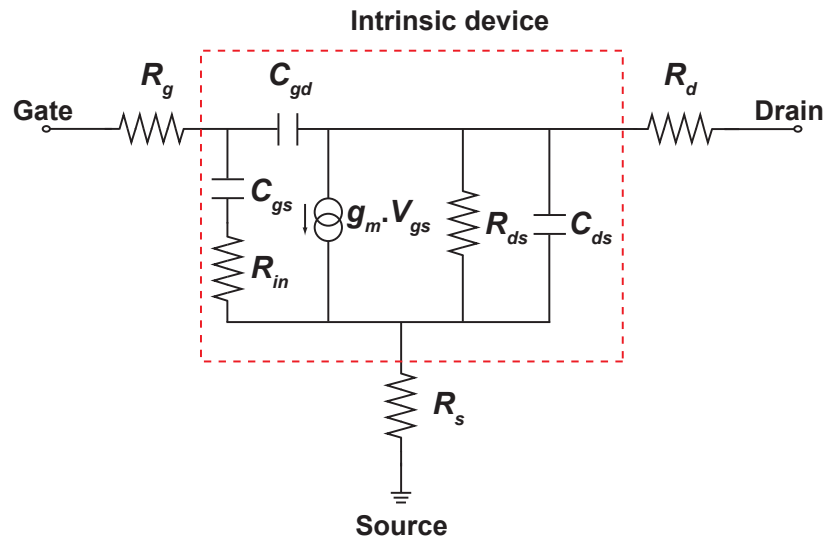 Intrinsic device
R_g
C_gd
R_d
Gate
Drain
C_gs
g_m.V_gs
R_ds
C_ds
R_in
R_s
Source